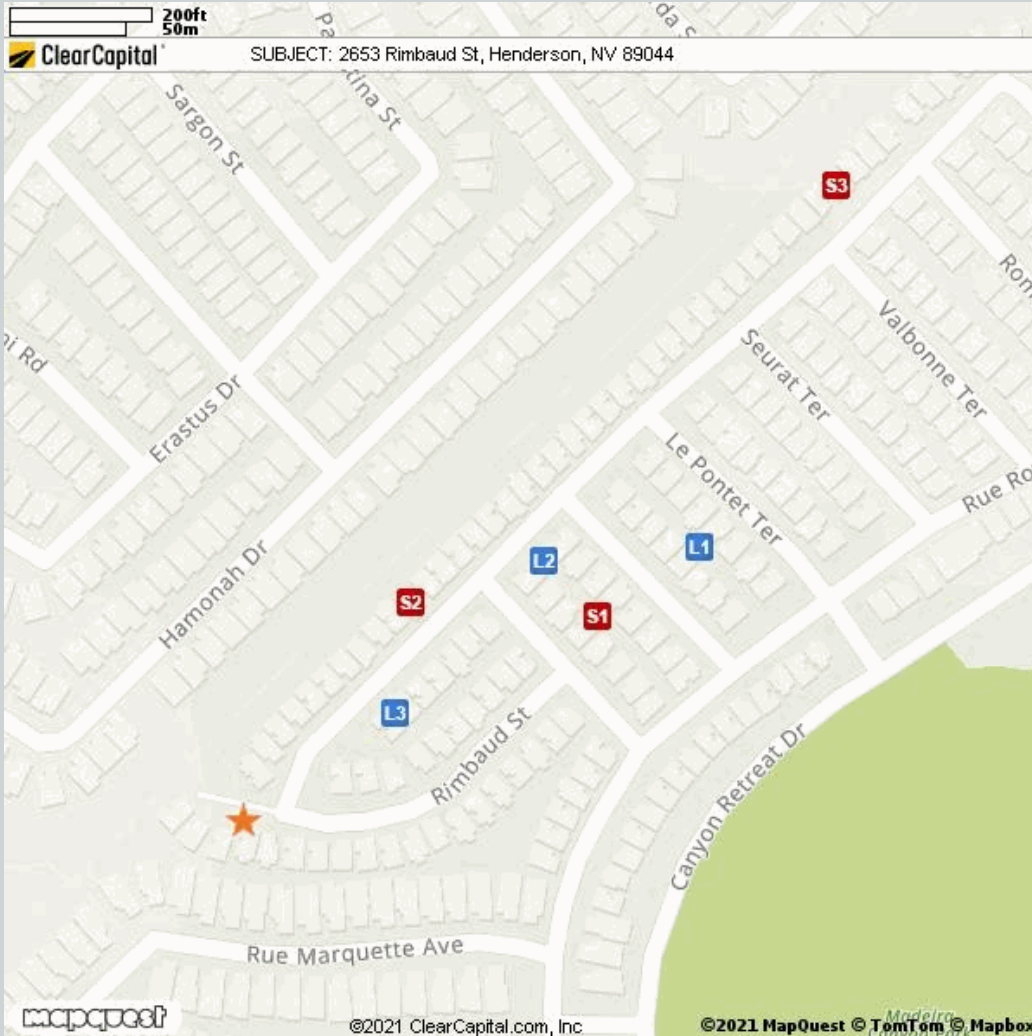 200ft
50m
ClearCapital
SUBJECT: 2653 Rimbaud St, Henderson, NV 89044
Sargon St
S3
Valbonne Ter
Seurat Ter
Erastus Dr
Le Pontet Ter
Rue Ro
L1
L2
Hamonah Dr
S2
S1
L3
Rimbaud St
Canyon Retreat Dr
Rue Marquette Ave
mapquest
©2021 ClearCapital.com, Inc
©2021 MapQuest © TomTom © Mapbox
Madeira